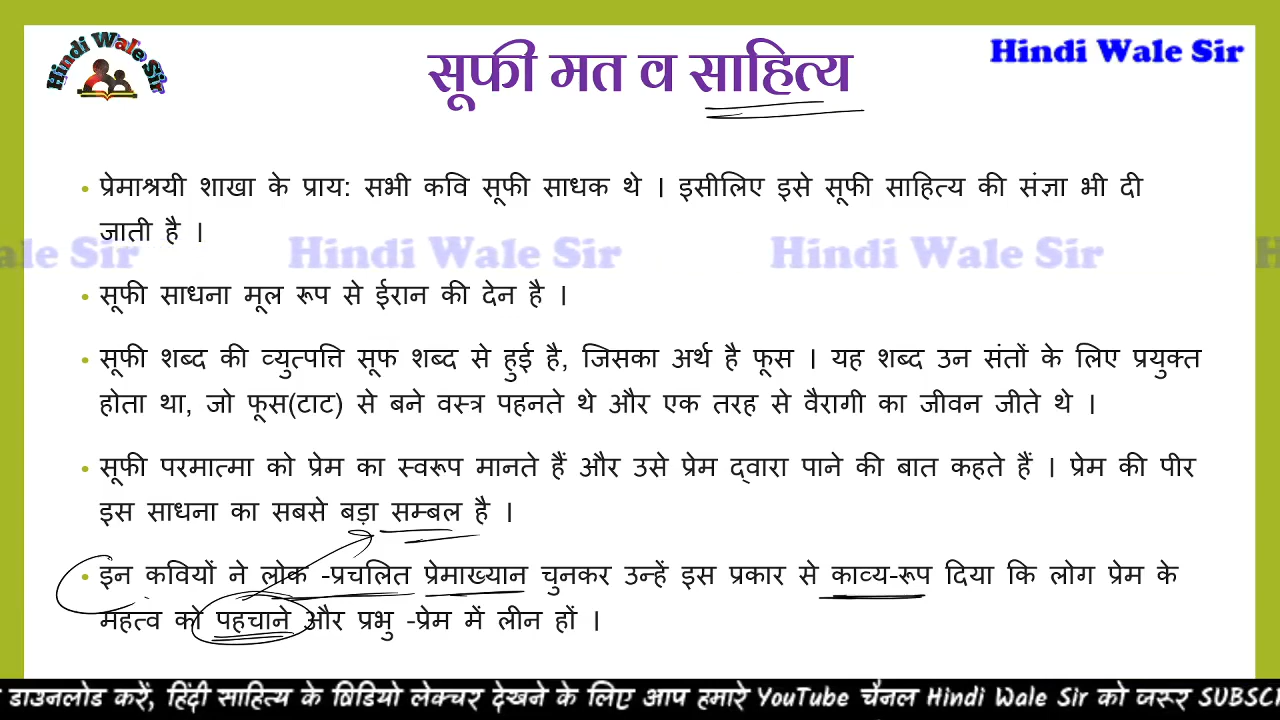 Hindi Wale Sir
सूफी मत व साहित्य
Hindi Wale Sir
• प्रेमाश्रयी शाखा के प्राय: सभी कवि सूफी साधक थे । इसीलिए इसे सूफी साहित्य की संज्ञा भी दी
जाती है ।
ale Sir Hindi Wale Sir Hindi Wale Sir H
• सूफी साधना मूल रूप से ईरान की देन है ।
• सूफी शब्द की व्युत्पत्ति सूफ शब्द से हुई है, जिसका अर्थ है फूस । यह शब्द उन संतों के लिए प्रयुक्त
होता था, जो फूस(टाट) से बने वस्त्र पहनते थे और एक तरह से वैरागी का जीवन जीते थे ।
• सूफी परमात्मा को प्रेम का स्वरूप मानते हैं और उसे प्रेम द्वारा पाने की बात कहते हैं । प्रेम की पीर
इस साधना का सबसे बड़ा सम्बल है ।
• इन कवियों ने लोक -प्रचलित प्रेमाख्यान चुनकर उन्हें इस प्रकार से काव्य-रूप दिया कि लोग प्रेम के
महत्व को पहचाने और प्रभु -प्रेम में लीन हों ।
डाउनलोड करें, हिंदी साहित्य के विडियो लेक्चर देखने के लिए आप हमारे YouTube चैनल Hindi Wale Sir को जरूर SUBSC